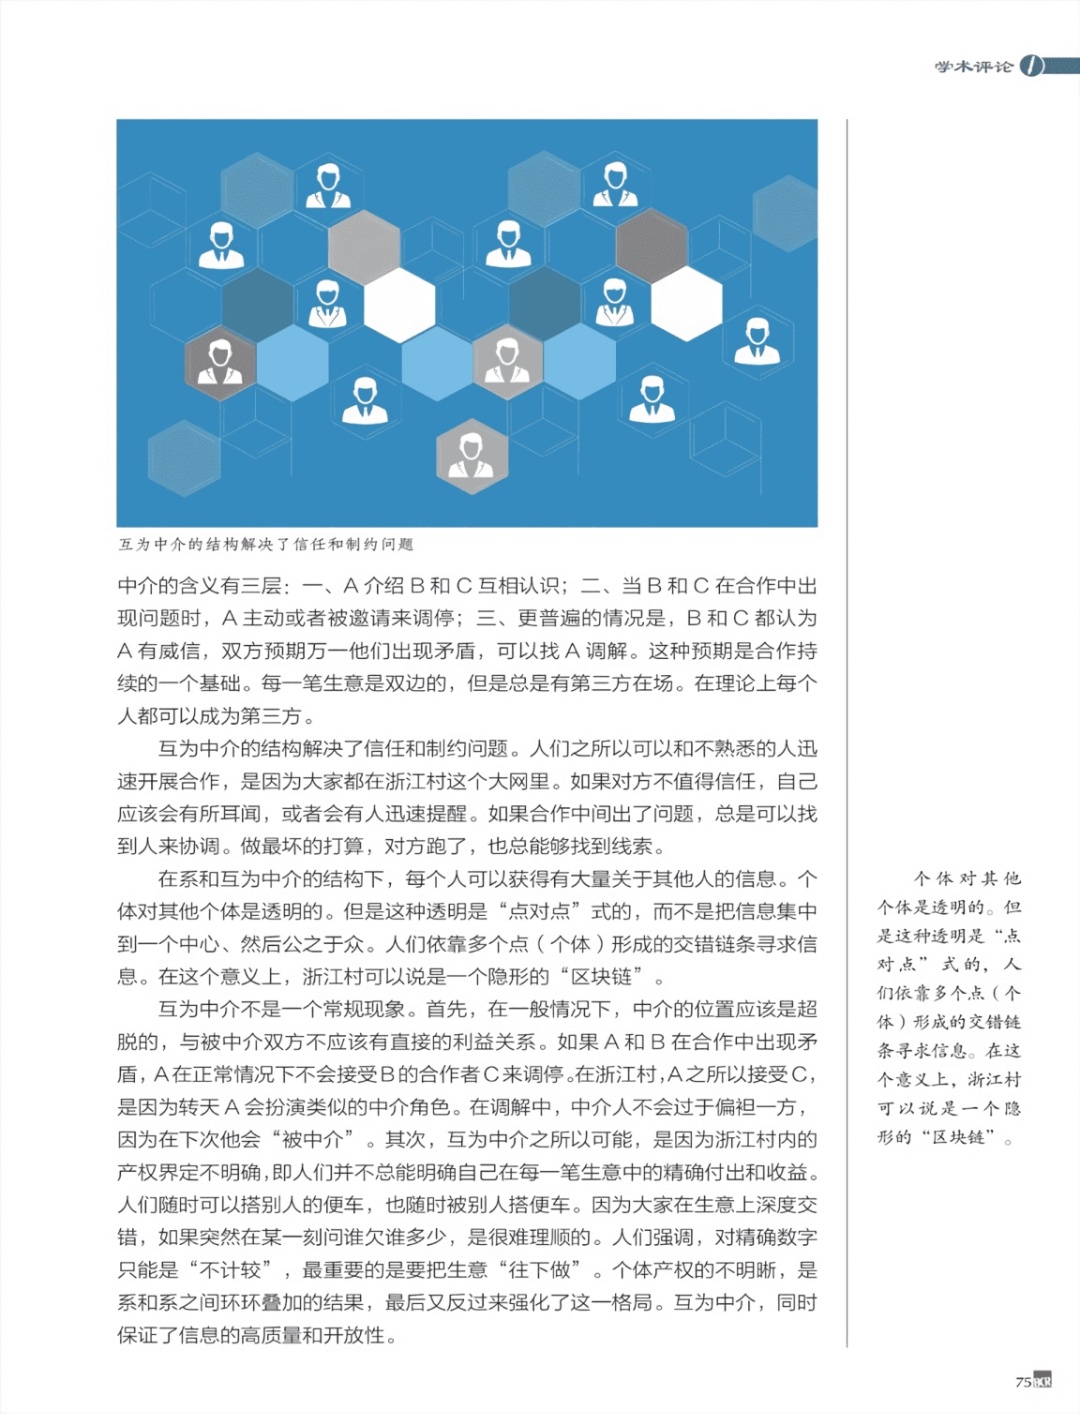 学术评论
互为中介的结构解决了信任和制约问题
中介的含义有三层：一、A 介绍 B 和 C 互相认识；二、当 B 和 C 在合作中出
现问题时，A 主动或者被邀请来调停；三、更普遍的情况是，B 和 C 都认为
A 有威信，双方预期万一他们出现矛盾，可以找 A 调解。这种预期是合作持
续的一个基础。每一笔生意是双边的，但是总是有第三方在场。在理论上每个
人都可以成为第三方。
互为中介的结构解决了信任和制约问题。人们之所以可以和不熟悉的人迅
速开展合作，是因为大家都在浙江村这个大网里。如果对方不值得信任，自己
应该会有所耳闻，或者会有人迅速提醒。如果合作中间出了问题，总是可以找
到人来协调。做最坏的打算，对方跑了，也总能够找到线索。
在系和互为中介的结构下，每个人可以获得有大量关于其他人的信息。个
体对其他个体是透明的。但是这种透明是“点对点”式的，而不是把信息集中
到一个中心、然后公之于众。人们依靠多个点（个体）形成的交错链条寻求信
息。在这个意义上，浙江村可以说是一个隐形的“区块链”。
互为中介不是一个常规现象。首先，在一般情况下，中介的位置应该是超
脱的，与被中介双方不应该有直接的利益关系。如果 A 和 B 在合作中出现矛
盾，A在正常情况下不会接受B的合作者C来调停。在浙江村，A之所以接受C，
是因为转天 A 会扮演类似的中介角色。在调解中，中介人不会过于偏袒一方，
因为在下次他会“被中介”。其次，互为中介之所以可能，是因为浙江村内的
产权界定不明确，即人们并不总能明确自己在每一笔生意中的精确付出和收益。
人们随时可以搭别人的便车，也随时被别人搭便车。因为大家在生意上深度交
错，如果突然在某一刻问谁欠谁多少，是很难理顺的。人们强调，对精确数字
只能是“不计较”，最重要的是要把生意“往下做”。个体产权的不明晰，是
系和系之间环环叠加的结果，最后又反过来强化了这一格局。互为中介，同时
保证了信息的高质量和开放性。
个体对其他
个体是透明的。但
是这种透明是“点
对点”式的，人
们依靠多个点（个
体）形成的交错链
条寻求信息。在这
个意义上，浙江村
可以说是一个隐
形的“区块链”。
75